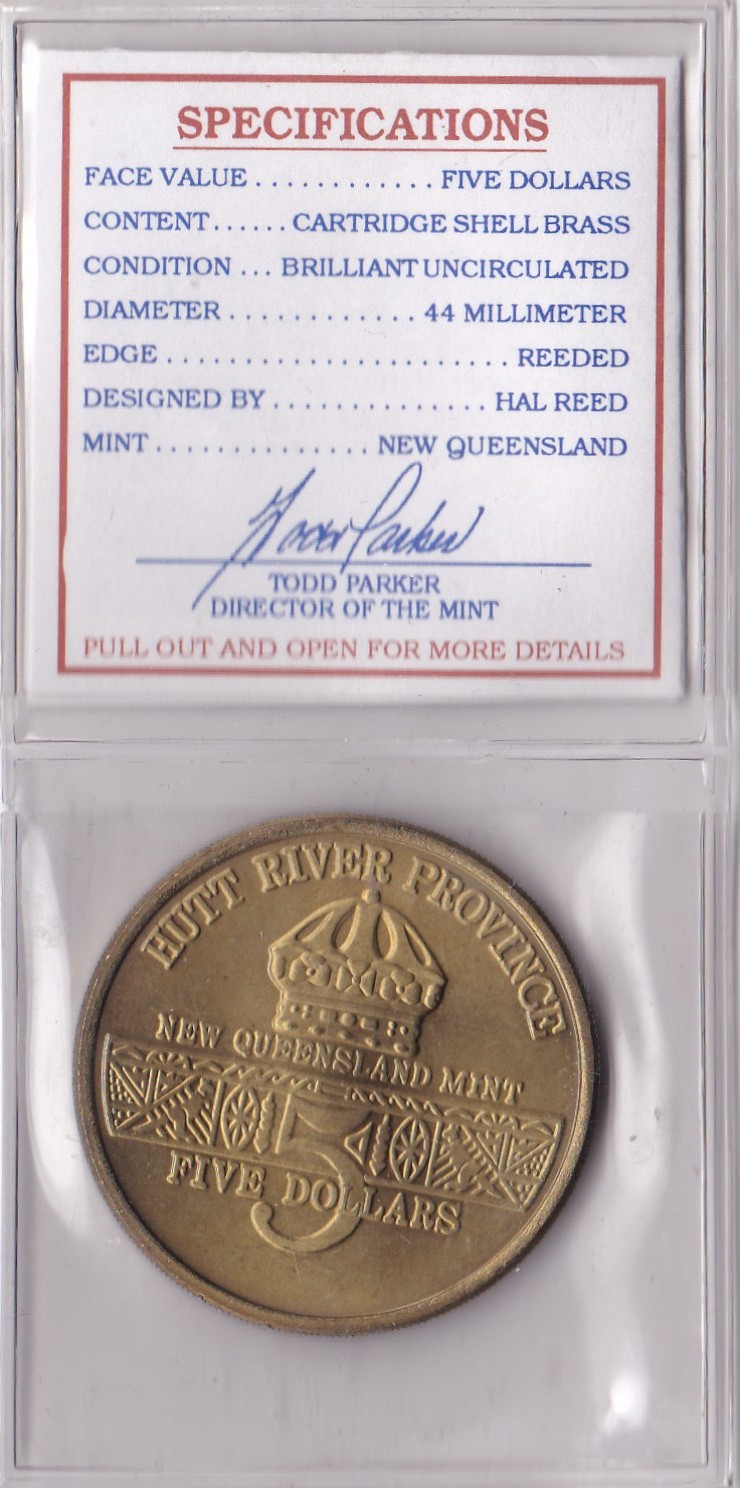 SPECIFICATIONS
FACE VALUE ............ FIVE DOLLARS
CONTENT...... CARTRIDGE SHELL BRASS
CONDITION ... BRILLIANT UNCIRCULATED
DIAMETER ............ 44 MILLIMETER
EDGE ...................... REEDED
DESIGNED BY .............. HAL REED
MINT .............. NEW QUEENSLAND
Todd Parker
TODD PARKER
DIRECTOR OF THE MINT
PULL OUT AND OPEN FOR MORE DETAILS
HUTT RIVER PROVINCE
NEW QUEENSLAND MINT
5
FIVE DOLLARS